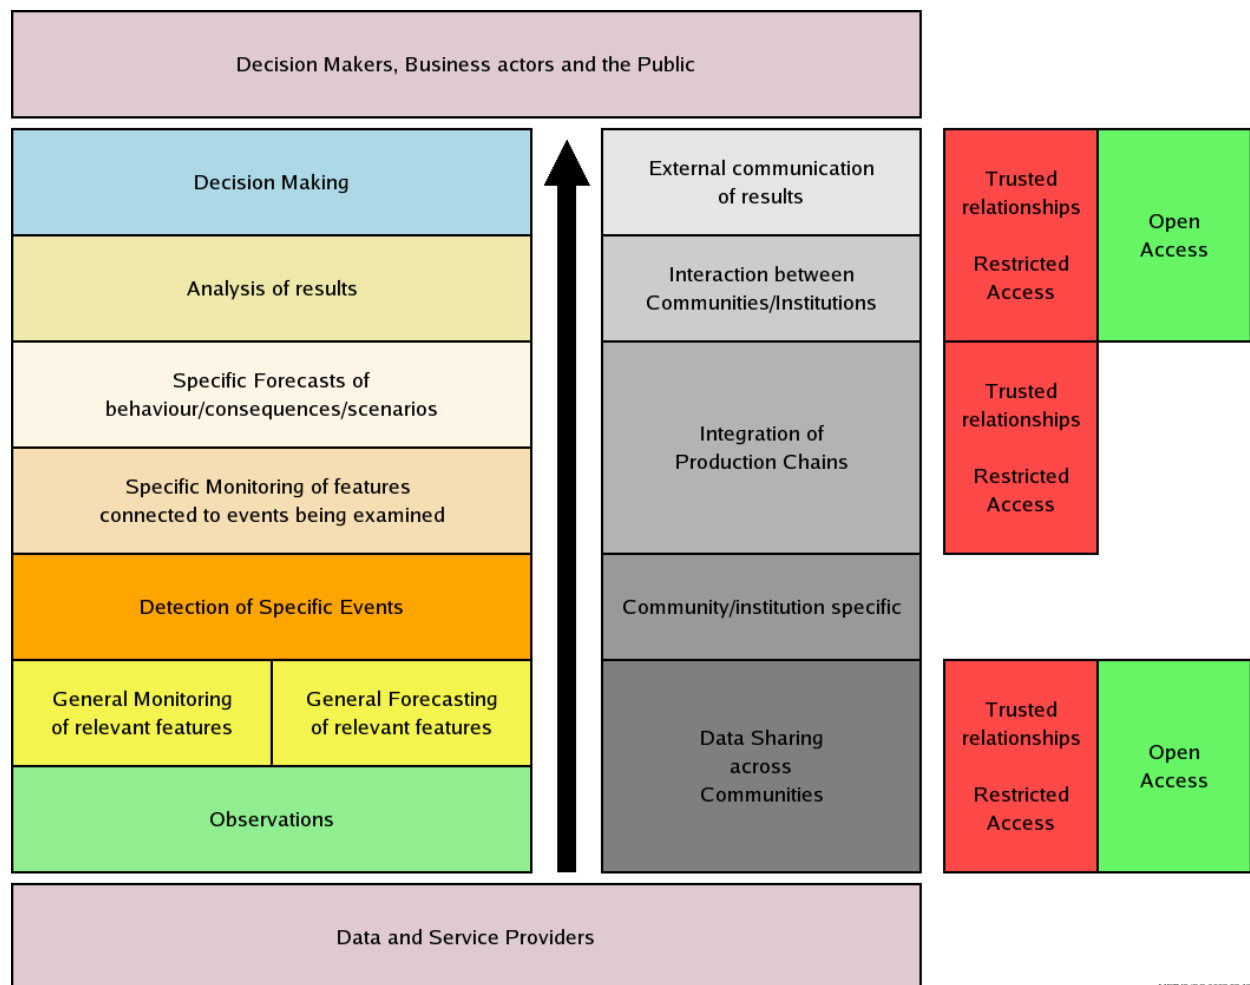 Decision Makers, Business actors and the Public
Decision Making
External communication
of results
Trusted
relationships
Restricted
Access
Open
Access
Analysis of results
Interaction between
Communities/Institutions
Specific Forecasts of
behaviour/consequences/scenarios
Integration of
Production Chains
Trusted
relationships
Restricted
Access
Specific Monitoring of features
connected to events being examined
Detection of Specific Events
Community/institution specific
General Monitoring
of relevant features
General Forecasting
of relevant features
Data Sharing
across
Communities
Trusted
relationships
Restricted
Access
Open
Access
Observations
Data and Service Providers